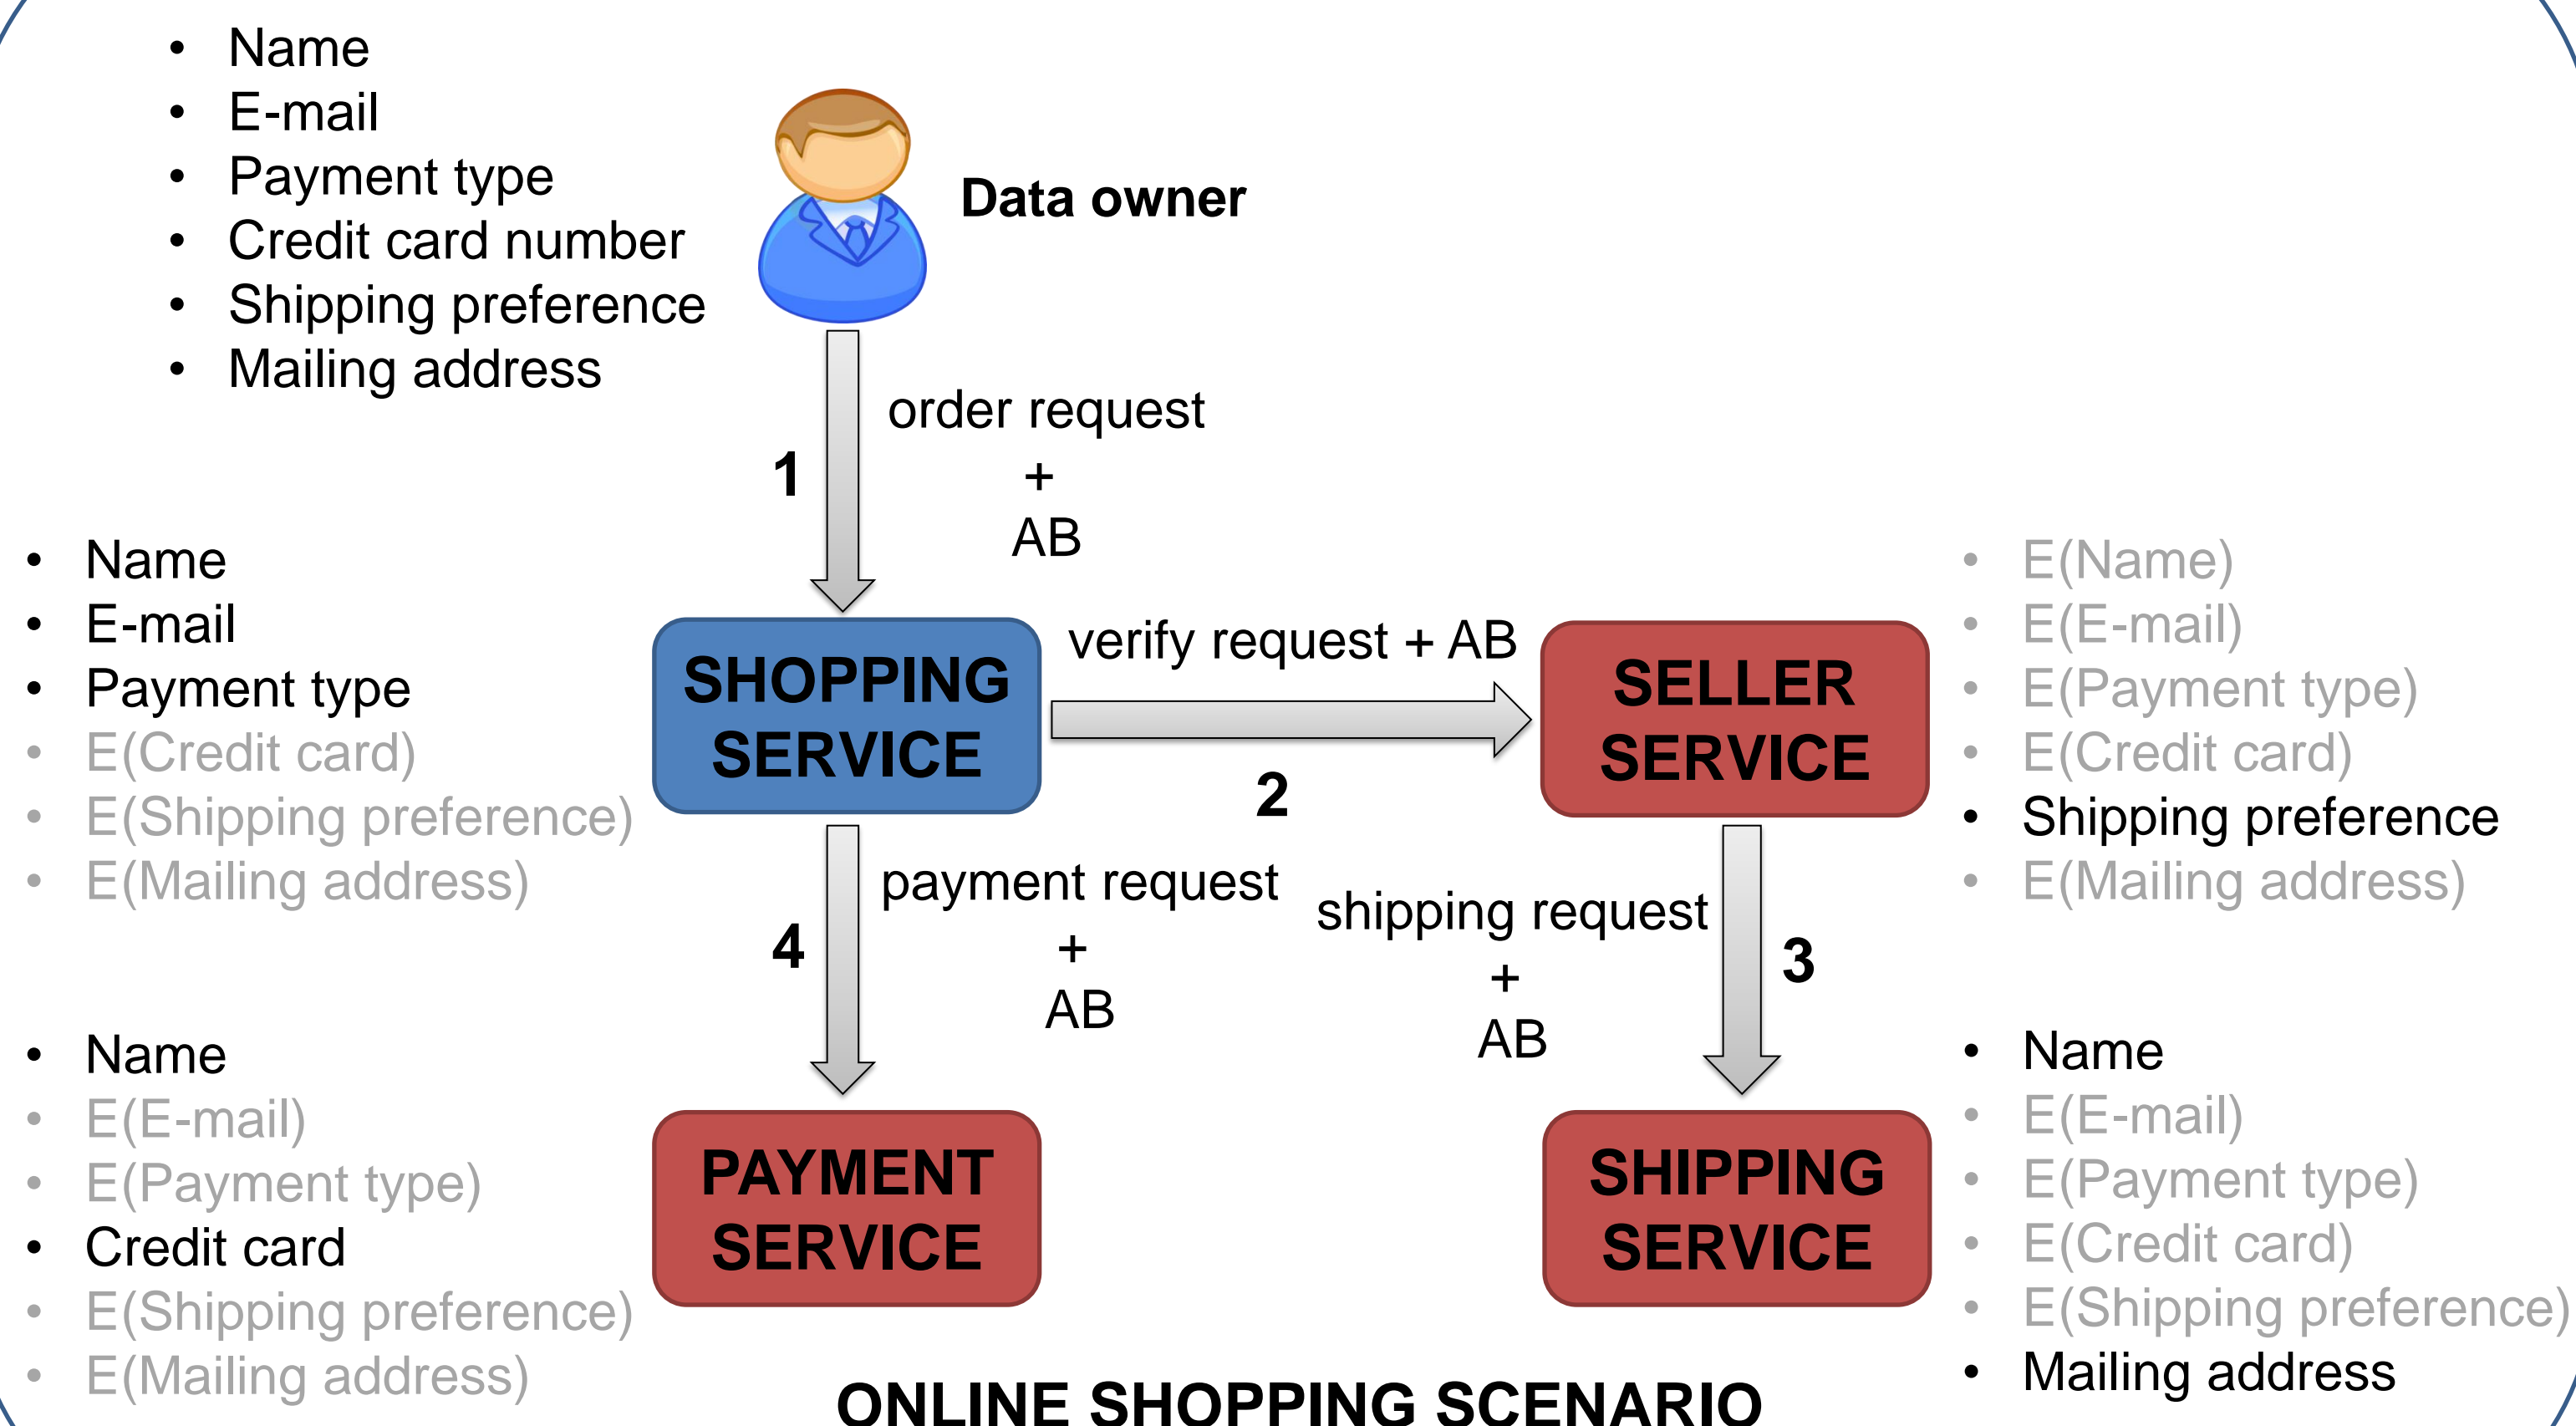 • Name
• E-mail
• Payment type
• Credit card number
• Shipping preference
• Mailing address
Data owner
order request
+
AB
1
• Name
• E-mail
• Payment type
• E(Credit card)
• E(Shipping preference)
• E(Mailing address)
SHOPPING
SERVICE
verify request + AB
2
SELLER
SERVICE
• E(Name)
• E(E-mail)
• E(Payment type)
• E(Credit card)
• Shipping preference
• E(Mailing address)
4
payment request
+
AB
shipping request
+
AB
3
• Name
• E(E-mail)
• E(Payment type)
• Credit card
• E(Shipping preference)
• E(Mailing address)
PAYMENT
SERVICE
SHIPPING
SERVICE
• Name
• E(E-mail)
• E(Payment type)
• E(Credit card)
• E(Shipping preference)
• Mailing address
ONLINE SHOPPING SCENARIO